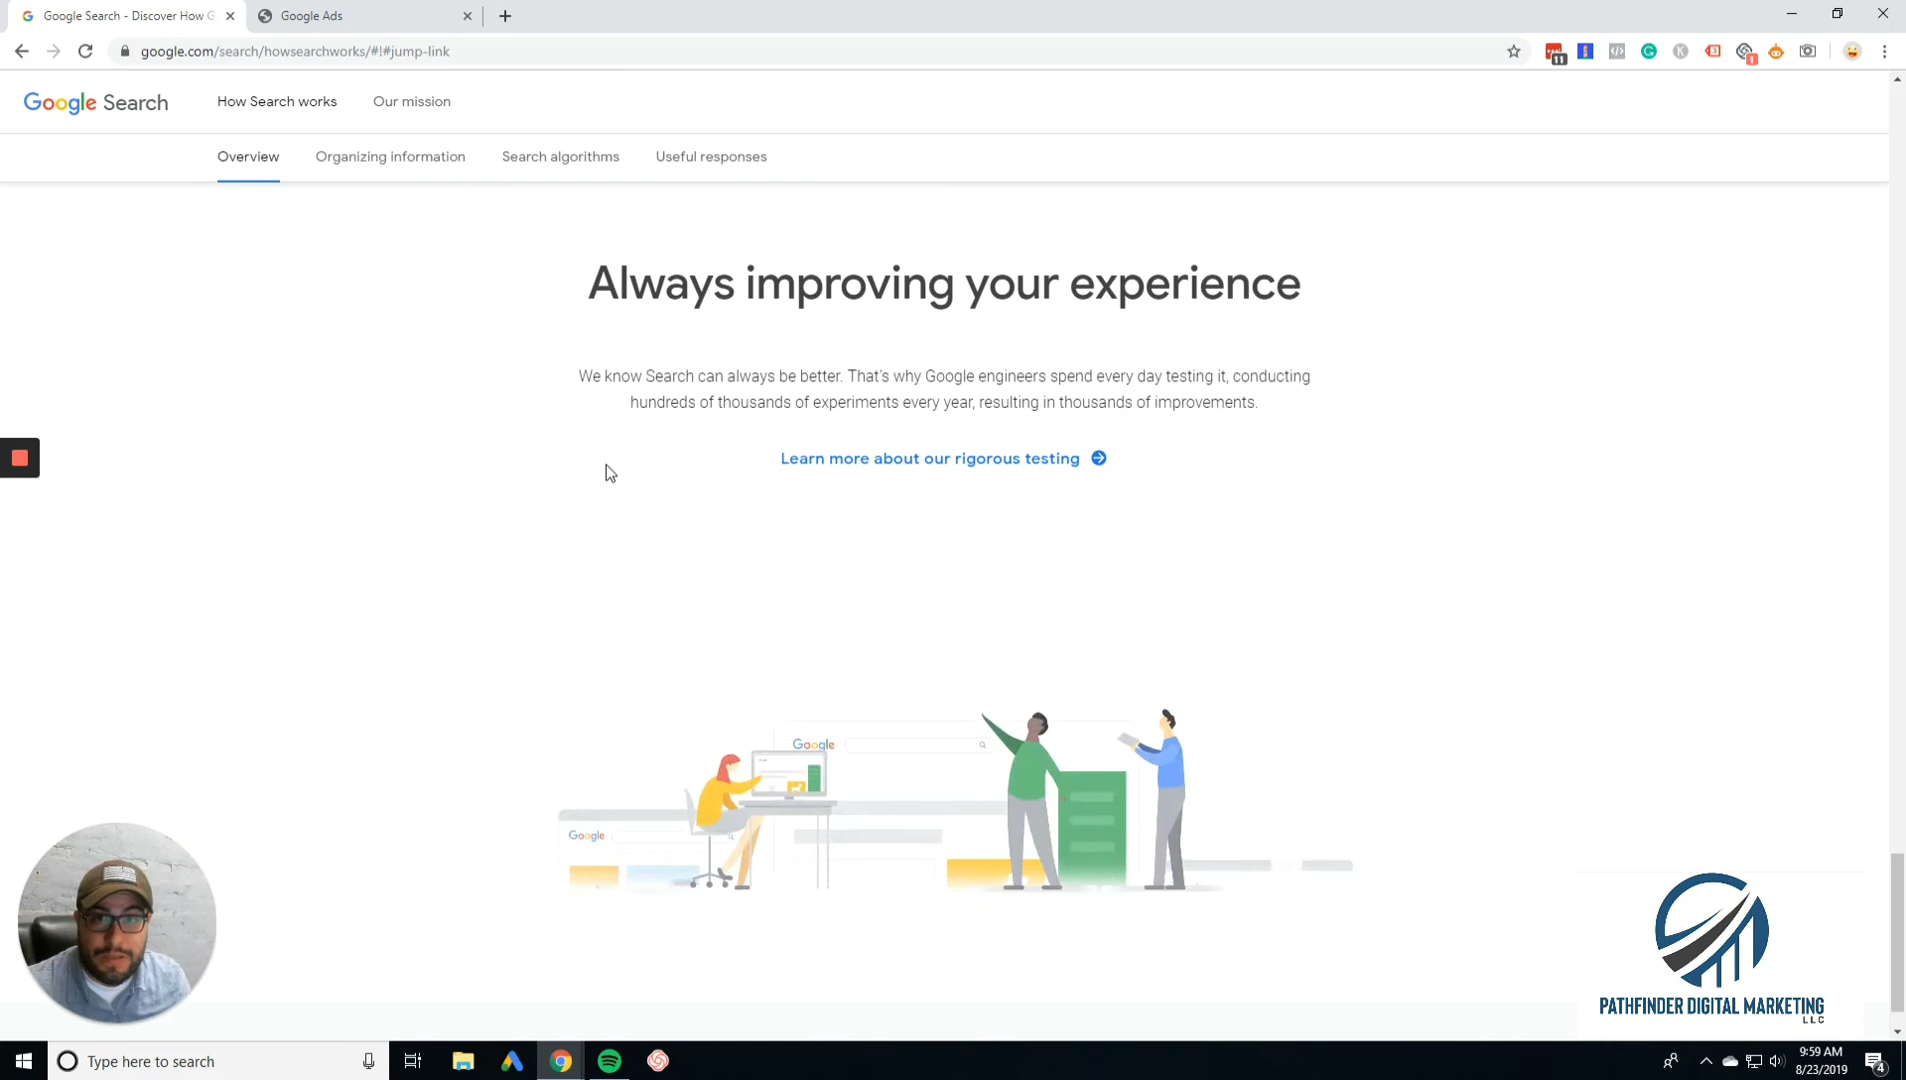 Google Search - Discover How G
Google Ads
google.com/search/howsearchworks/#!#jump-link
11
1
Google Search
How Search works
Our mission
Overview
Organizing information
Search algorithms
Useful responses
Always improving your experience
We know Search can always be better. That's why Google engineers spend every day testing it, conducting
hundreds of thousands of experiments every year, resulting in thousands of improvements.
Learn more about our rigorous testing
Google
Google
PATHFINDER DIGITAL MARKETING
LLC
Type here to search
9:59 AM
8/23/2019
4